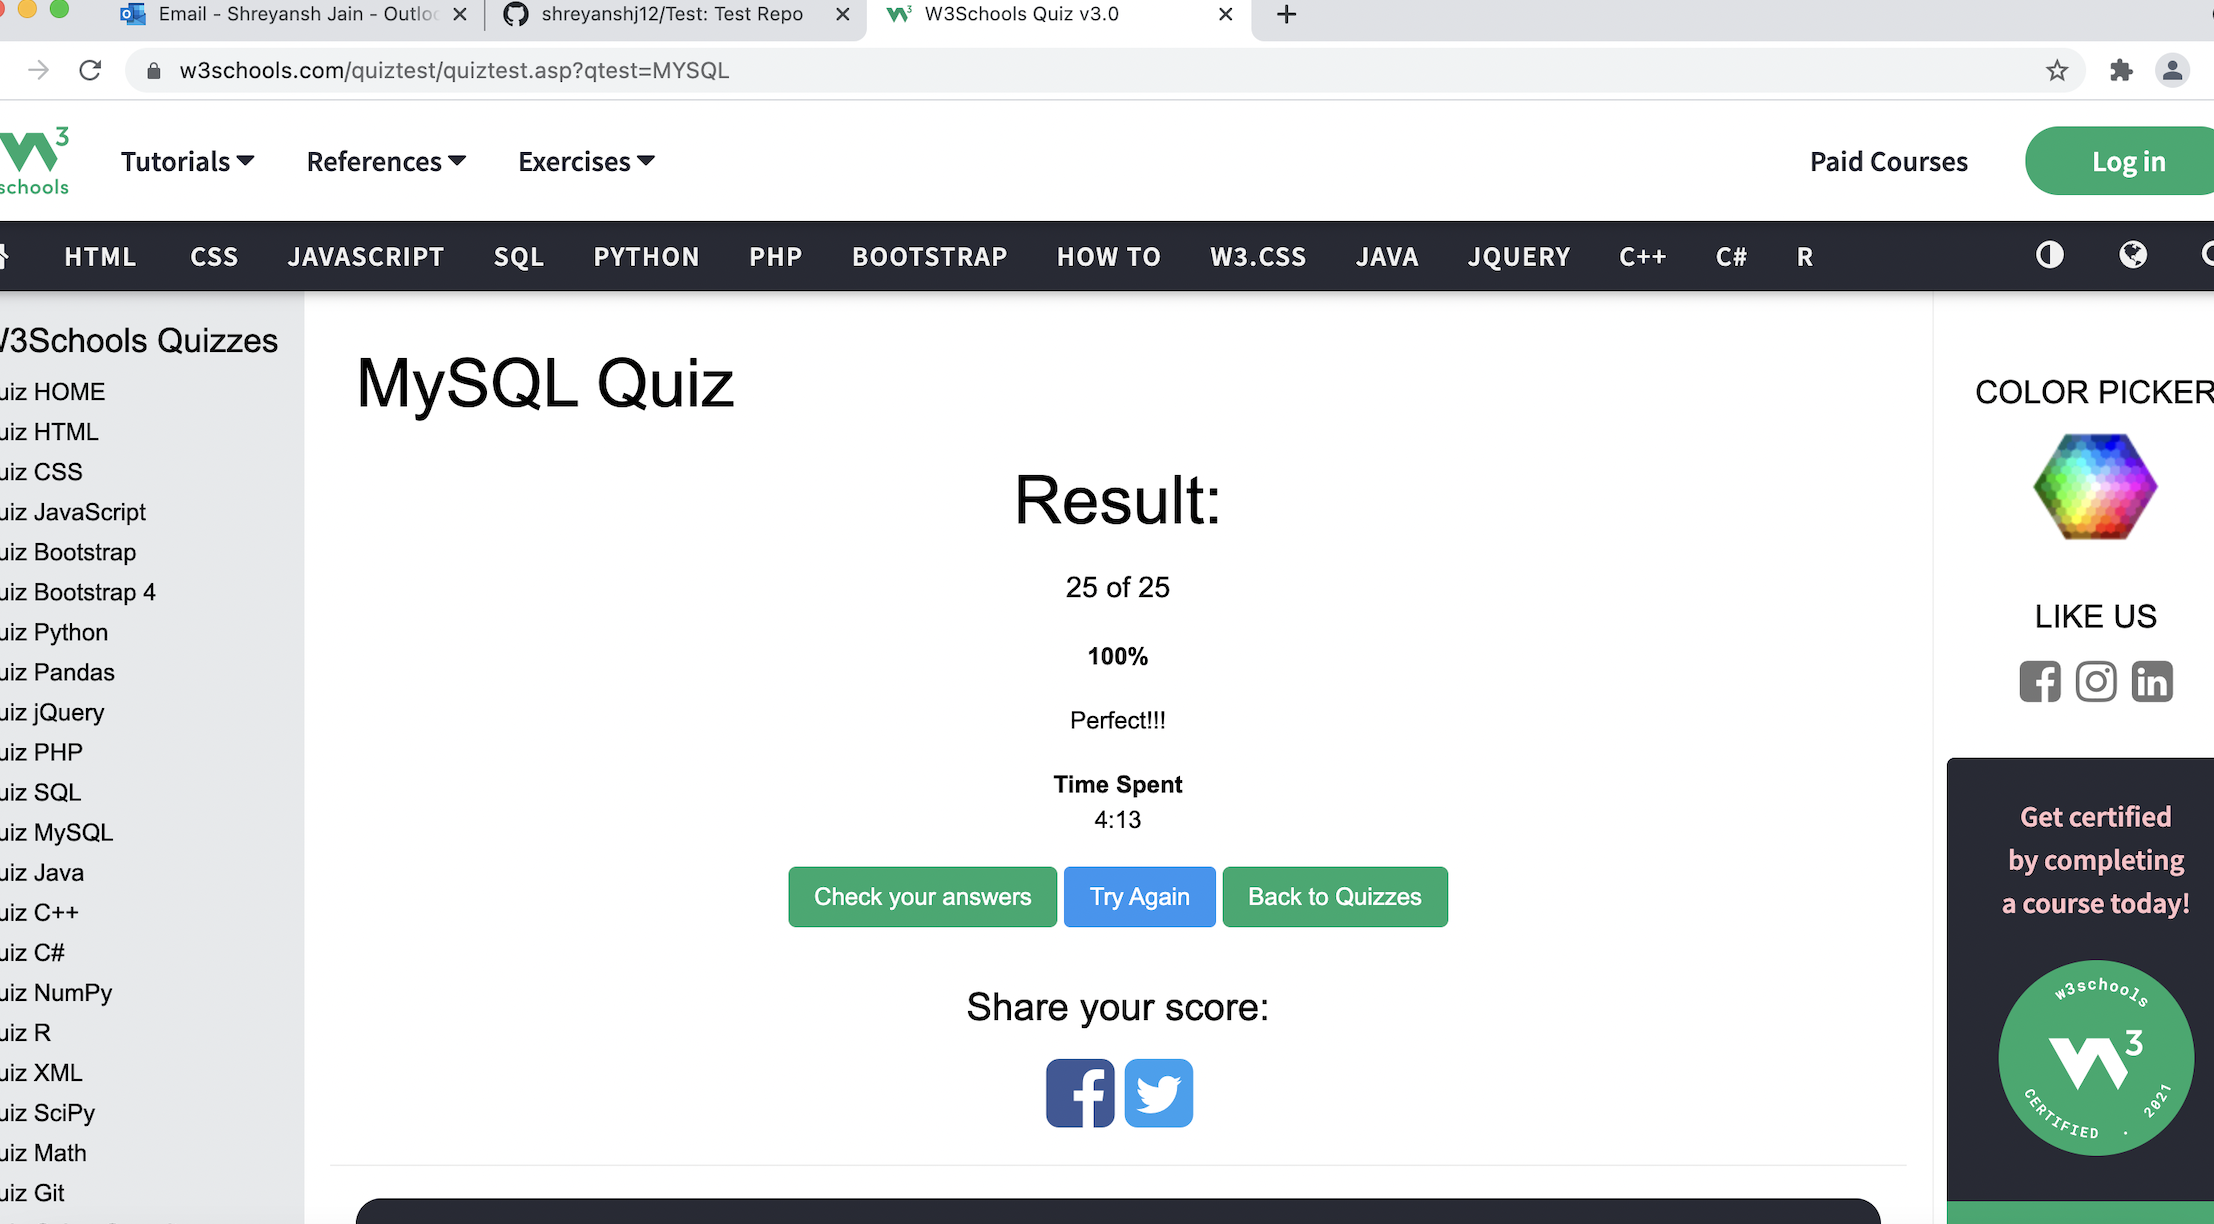 Email - Shreyansh Jain - Outlo
shreyanshj12/Test: Test Repo
W3Schools Quiz v3.0
w3schools.com/quiztest/quiztest.asp?qtest=MYSQL
3
schools
Tutorials
References
Exercises
Paid Courses
Log in
HTML CSS JAVASCRIPT SQL PYTHON PHP BOOTSTRAP HOW TO W3.CSS JAVA JQUERY C++ C# R
W3Schools Quizzes
uiz HOME
uiz HTML
uiz CSS
uiz JavaScript
uiz Bootstrap
uiz Bootstrap 4
uiz Python
uiz Pandas
uiz jQuery
uiz PHP
uiz SQL
uiz MySQL
uiz Java
uiz C++
uiz C#
uiz NumPy
uiz R
uiz XML
uiz SciPy
uiz Math
uiz Git
MySQL Quiz
Result:
25 of 25
100%
Perfect!!!
Time Spent
4:13
Check your answers
Try Again
Back to Quizzes
Share your score:
COLOR PICKER
LIKE US
Get certified
by completing
a course today!
w3schools
3
CERTIFIED . 2021